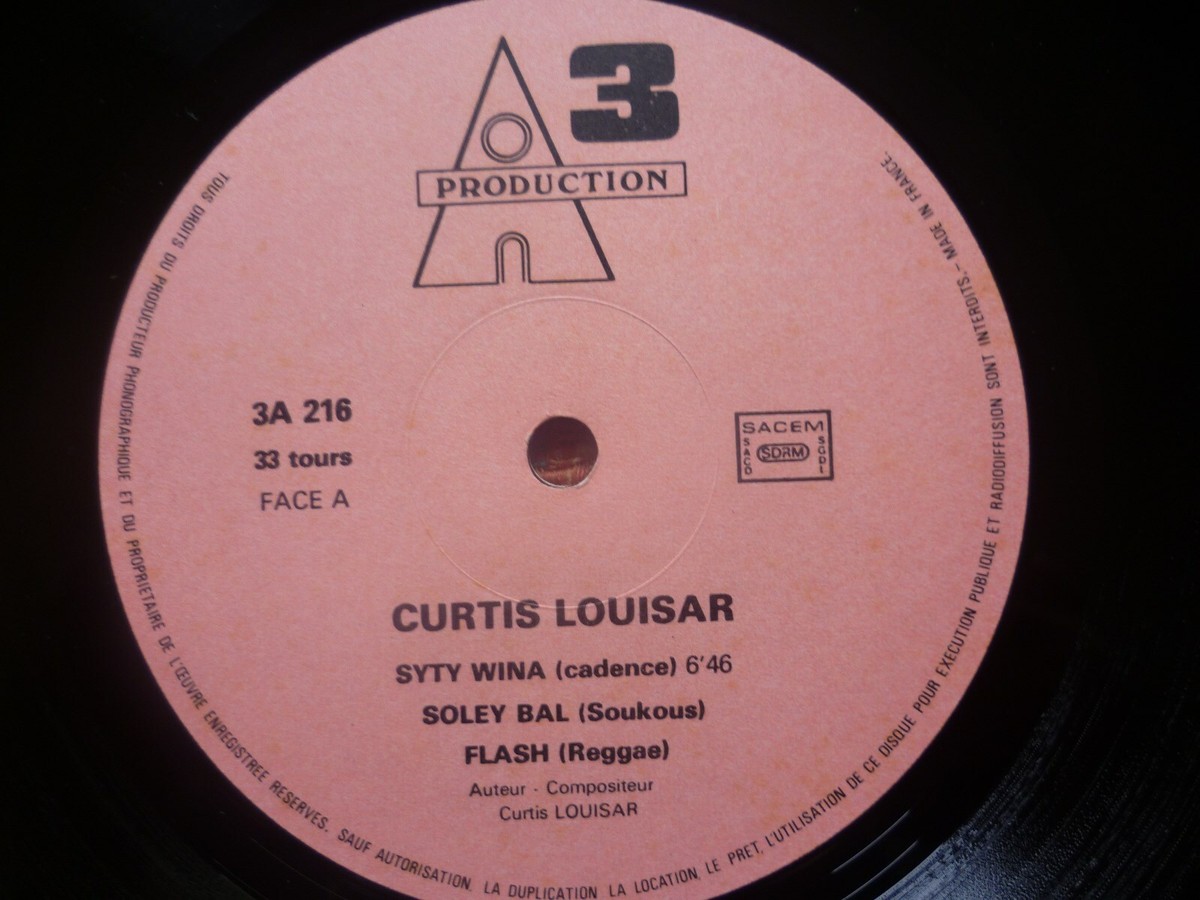 3
PRODUCTION
3A 216
33 tours
FACE A
SACEM
SACD
SDRM
SGDL
CURTIS LOUISAR
SYTY WINA (cadence) 6'46
SOLEY BAL (Soukous)
FLASH (Reggae)
Auteur - Compositeur
Curtis LOUISAR
TOUS DROITS DU PRODUCTEUR PHONOGRAPHIQUE ET DU PROPRIETAIRE DE L'ŒUVRE ENREGISTREE RESERVES. SAUF AUTORISATION. LA DUPLICATION LA LOCATION, LE PRET, L'UTILISATION DE CE DISQUE POUR EXECUTION PUBLIQUE ET RADIODIFFUSION SONT INTERDITS. - MADE IN FRANCE.